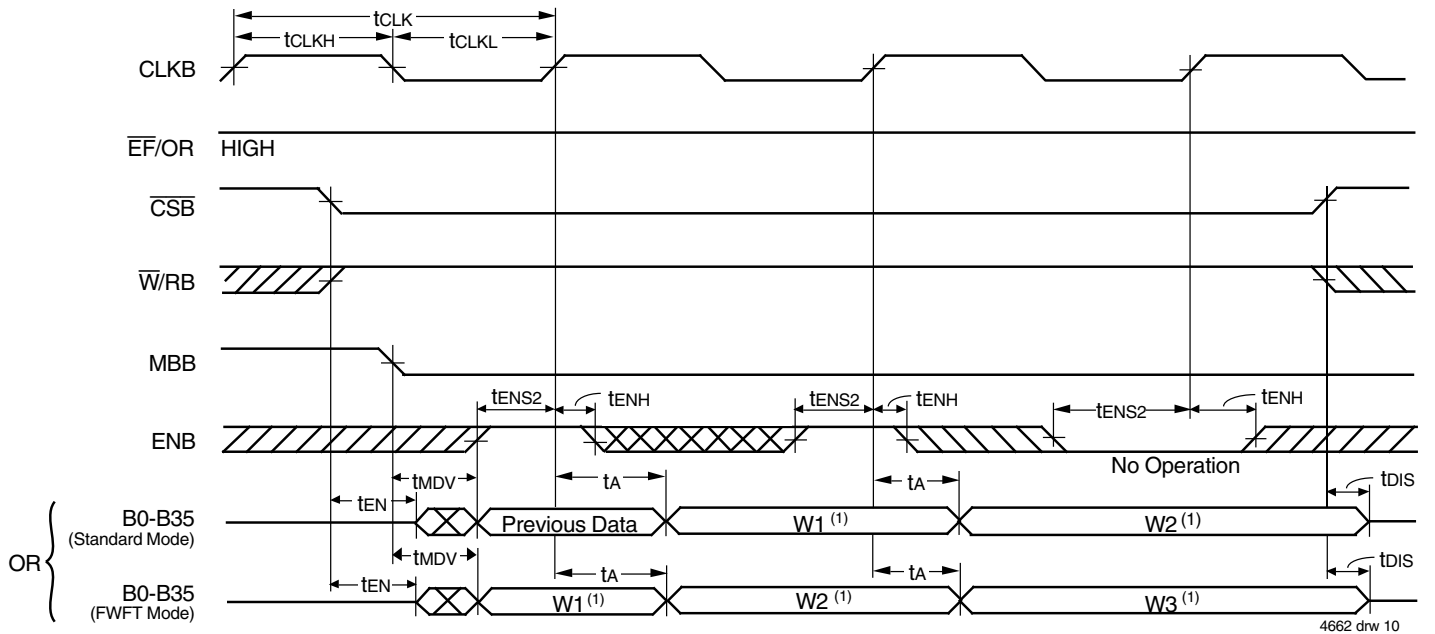 tCLK
tCLKH tCLKL
CLKB
EF/OR HIGH
CSB
W/RB
MBB
tENS2 tENH tENS2 tENH tENS2 tENH
ENB
No Operation
tMDV tA tA tDIS
tEN
B0-B35 Previous Data W1 (1) W2 (1)
(Standard Mode)
OR
tMDV tDIS
tEN tA tA
B0-B35 W1 (1) W2 (1) W3 (1)
(FWFT Mode)
4662 drw 10